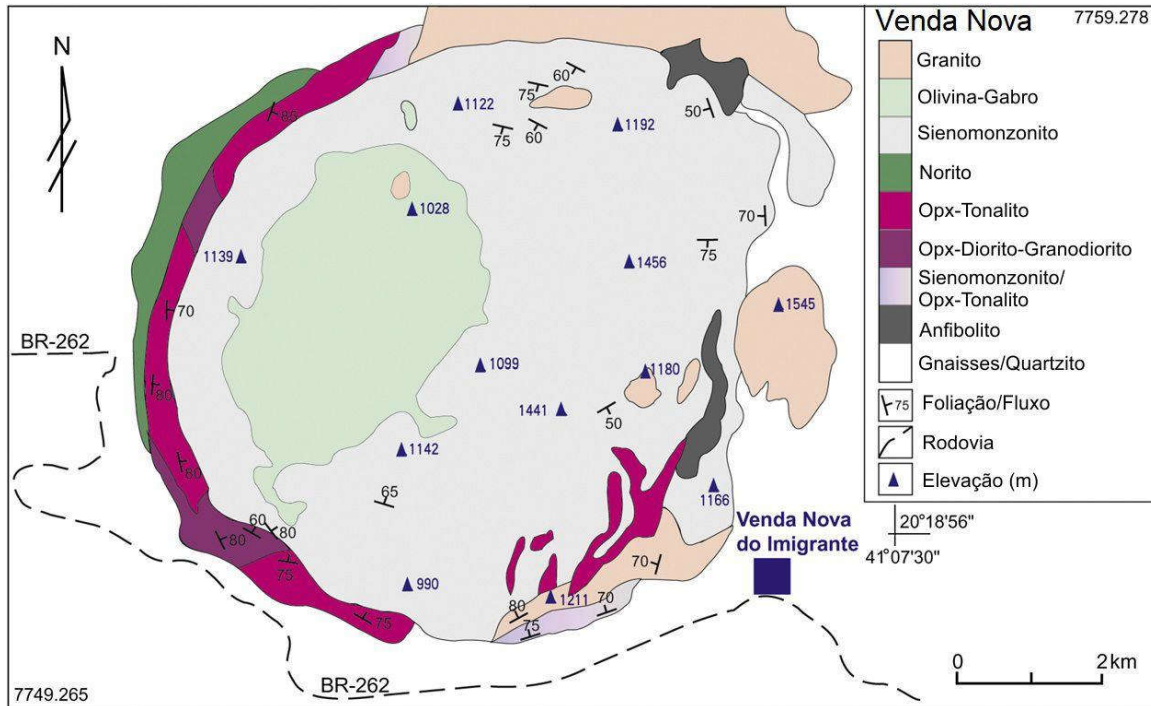 Venda Nova
7759.278
Granito
Olivina-Gabro
Sienomonzonito
Norito
Opx-Tonalito
Opx-Diorito-Granodiorito
Sienomonzonito/
Opx-Tonalito
Anfibolito
Gnaisses/Quartzito
75
Foliação/Fluxo
Rodovia
Elevação (m)
N
60
75
1122
85
1192
50
75
60
1028
70
1139
75
1456
1545
70
BR-262
1099
1180
80
1441
50
1142
80
65
1166
Venda Nova
do Imigrante
20°18'56"
41°07'30"
60
80
80
75
70
990
1211
80
70
75
75
0
2km
BR-262
7749.265